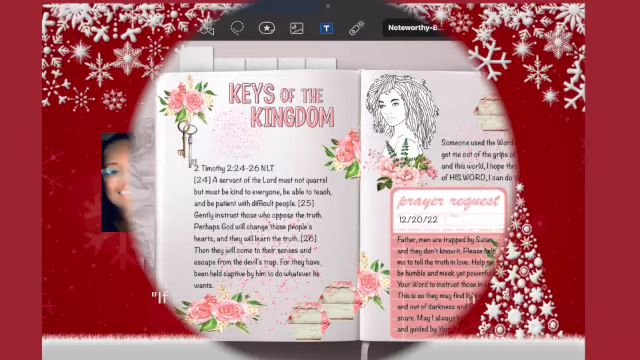 Noteworthy-B...
KEYS OF THE
KINGDOM
2 Timothy 2:24-26 NLT
[24] A servant of the Lord must not quarrel
but must be kind to everyone, be able to teach,
and be patient with difficult people. [25]
Gently instruct those who oppose the truth.
Perhaps God will change those people's
hearts, and they will learn the truth. [26]
Then they will come to their senses and
escape from the devil's trap. For they have
been held captive by him to do whatever he
wants.
Someone used the Word
get me out of the grips of
and this world, I hope
of HIS WORD, I can do
prayer request
12/20/22
Father, men are trapped by Satan,
and they don't know it. Please help
me to tell the truth in love. Help me
be humble and meek yet powerful
Your Word to instruct those in
This is so they may find
and out of darkness and
snare. May I always
and guided by
"If